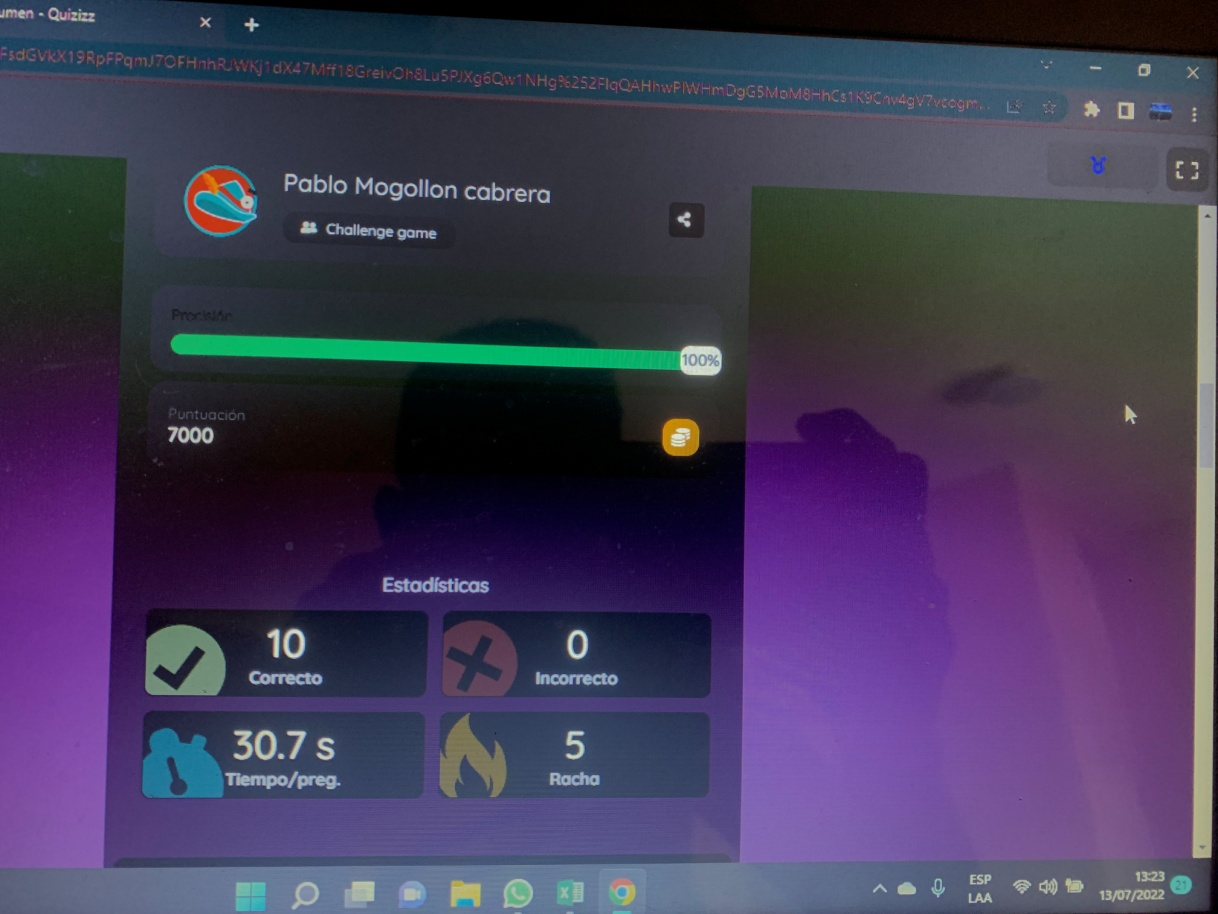 umen - Quizizz
Pablo Mogollon cabrera
Challenge game
Precisión
100%
Puntuación
7000
Estadísticas
10
Correcto
0
Incorrecto
30.7 s
Tiempo/preg.
5
Racha
ESP
LAA
13:23
13/07/2022
21